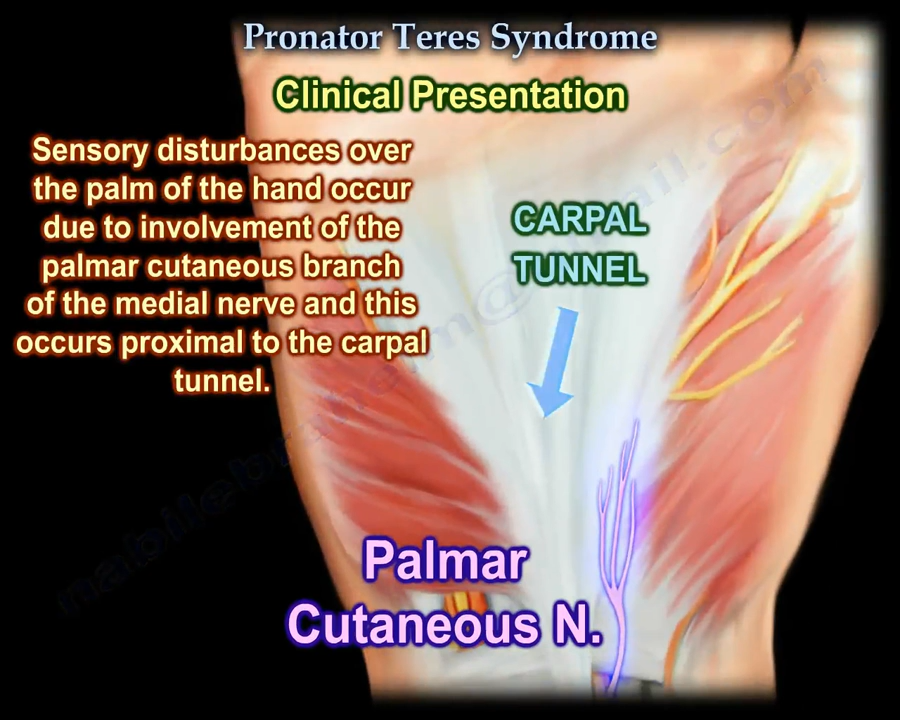 Pronator Teres Syndrome
Clinical Presentation
Sensory disturbances over
the palm of the hand occur
due to involvement of the
palmar cutaneous branch
of the medial nerve and this
occurs proximal to the carpal
tunnel.
CARPAL
TUNNEL
Palmar
Cutaneous N.